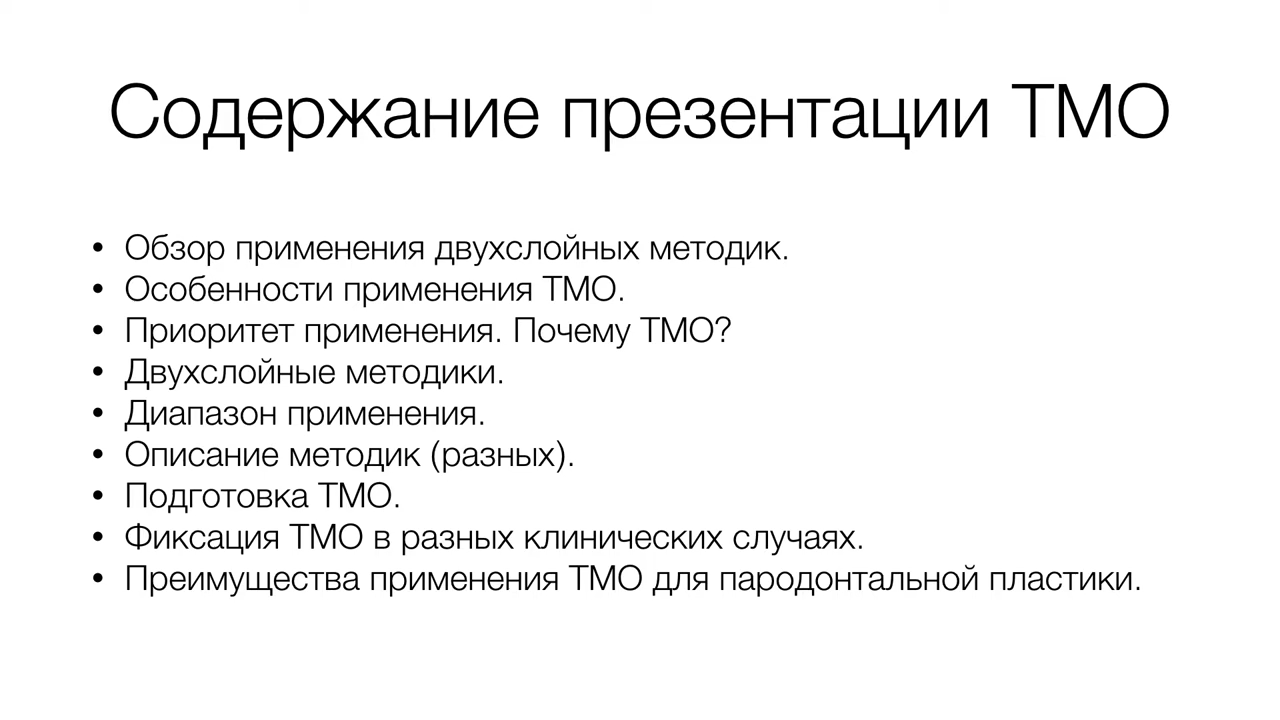 Содержание презентации ТМО
• Обзор применения двухслойных методик.
• Особенности применения ТМО.
• Приоритет применения. Почему ТМО?
• Двухслойные методики.
• Диапазон применения.
• Описание методик (разных).
• Подготовка ТМО.
• Фиксация ТМО в разных клинических случаях.
• Преимущества применения ТМО для пародонтальной пластики.